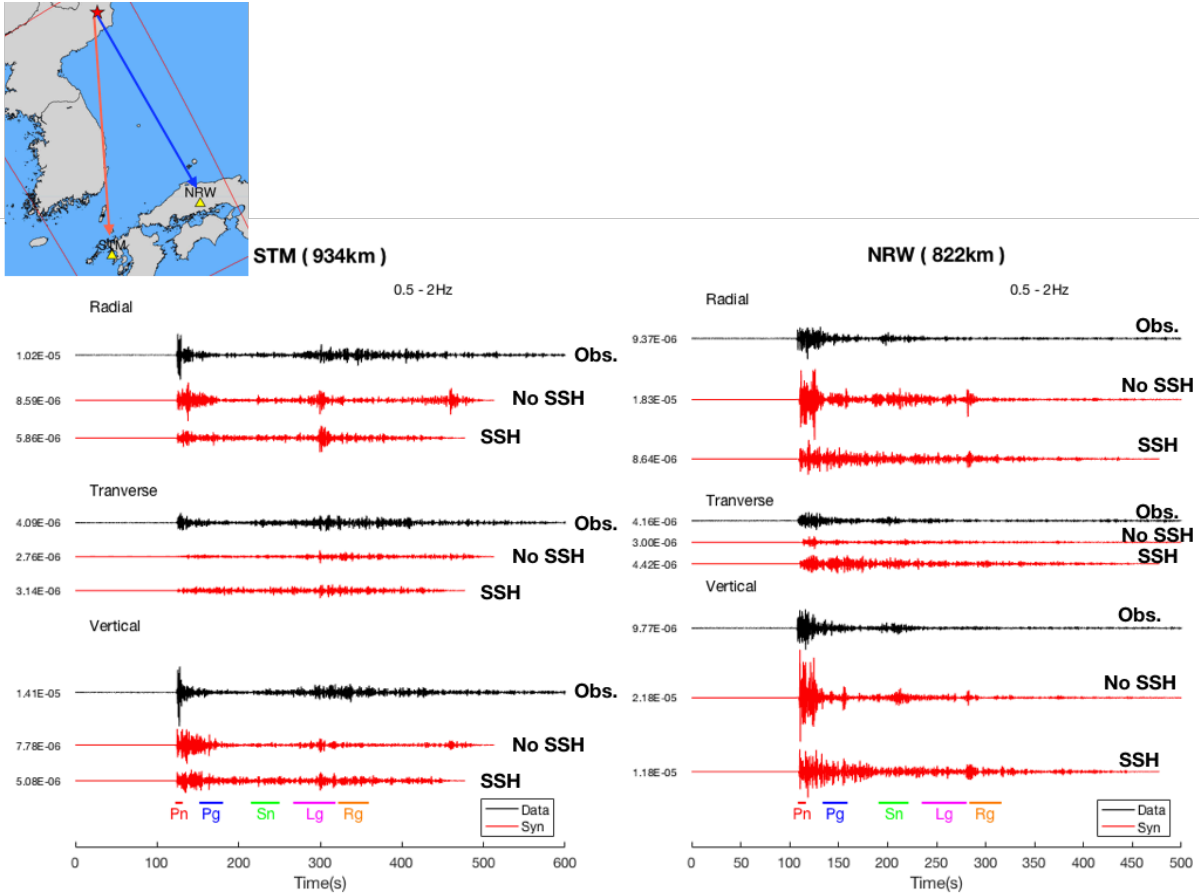 NRW
STM
STM ( 934km )
0.5 - 2Hz
Radial
1.02E-05
Obs.
8.59E-06
No SSH
5.86E-06
SSH
Tranverse
4.09E-06
Obs.
2.76E-06
No SSH
3.14E-06
SSH
Vertical
1.41E-05
Obs.
7.78E-06
No SSH
5.08E-06
SSH
Pn Pg Sn Lg Rg
Data
Syn
0 100 200 300 400 500 600
Time(s)
NRW ( 822km )
0.5 - 2Hz
Radial
9.37E-06
Obs.
1.83E-05
No SSH
8.64E-06
SSH
Tranverse
4.16E-06
Obs.
3.00E-06
No SSH
4.42E-06
SSH
Vertical
9.77E-06
Obs.
2.18E-05
No SSH
1.18E-05
SSH
Pn Pg Sn Lg Rg
Data
Syn
0 50 100 150 200 250 300 350 400 450 500
Time(s)